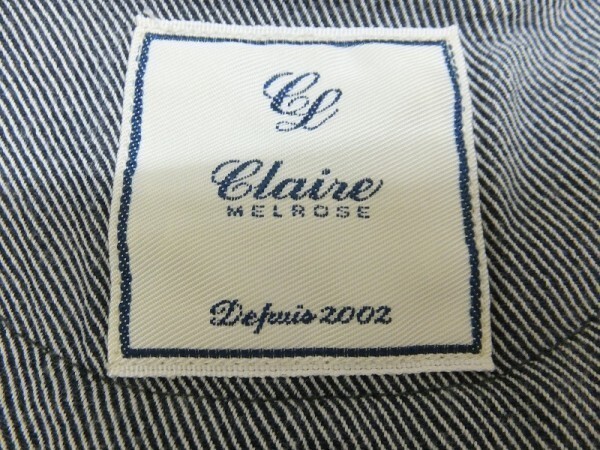 CL
Claire
MELROSE
Depuis 2002